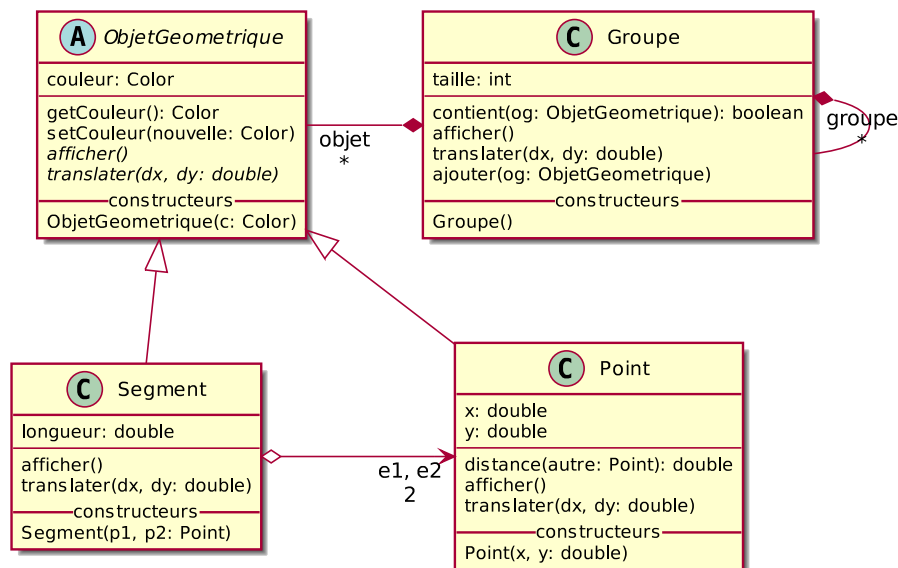 A ObjetGeometrique
couleur: Color
getCouleur(): Color
setCouleur(nouvelle: Color)
afficher()
translater(dx, dy: double)
constructeurs
ObjetGeometrique(c: Color)
objet
*
C Groupe
taille: int
contient(og: ObjetGeometrique): boolean
afficher()
translater(dx, dy: double)
ajouter(og: ObjetGeometrique)
constructeurs
Groupe()
groupe
*
C Segment
longueur: double
afficher()
translater(dx, dy: double)
constructeurs
Segment(p1, p2: Point)
e1, e2
2
C Point
x: double
y: double
distance(autre: Point): double
afficher()
translater(dx, dy: double)
constructeurs
Point(x, y: double)